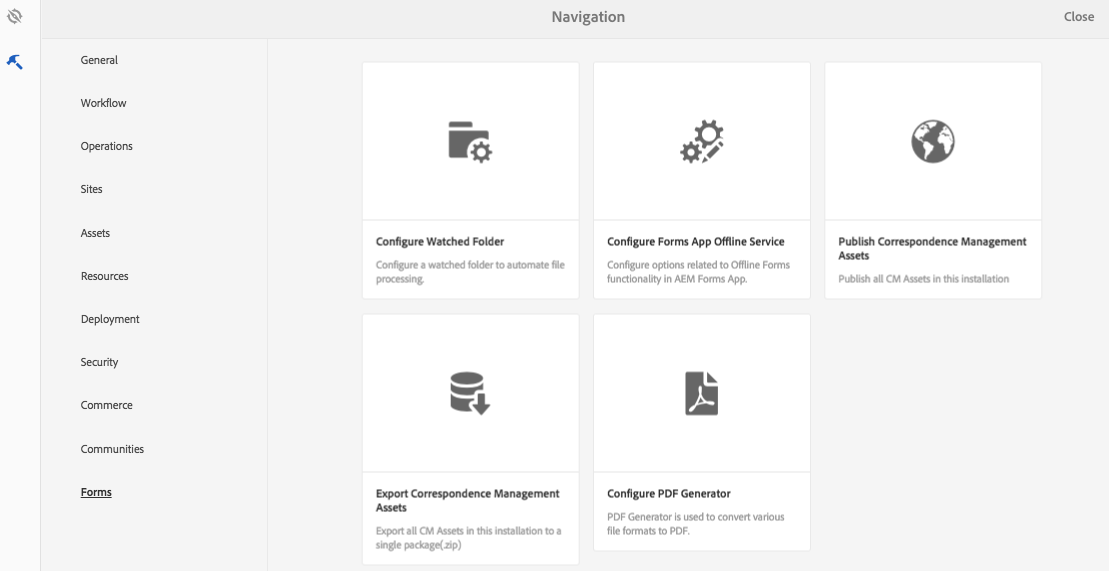 Navigation
Close
General
Workflow
Operations
Sites
Assets
Resources
Deployment
Security
Commerce
Communities
Forms
Configure Watched Folder
Configure a watched folder to automate file
processing.
Configure Forms App Offline Service
Configure options related to Offline Forms
functionality in AEM Forms App.
Publish Correspondence Management
Assets
Publish all CM Assets in this installation
Export Correspondence Management
Assets
Export all CM Assets in this installation to a
single package(.zip)
Configure PDF Generator
PDF Generator is used to convert various
file formats to PDF.